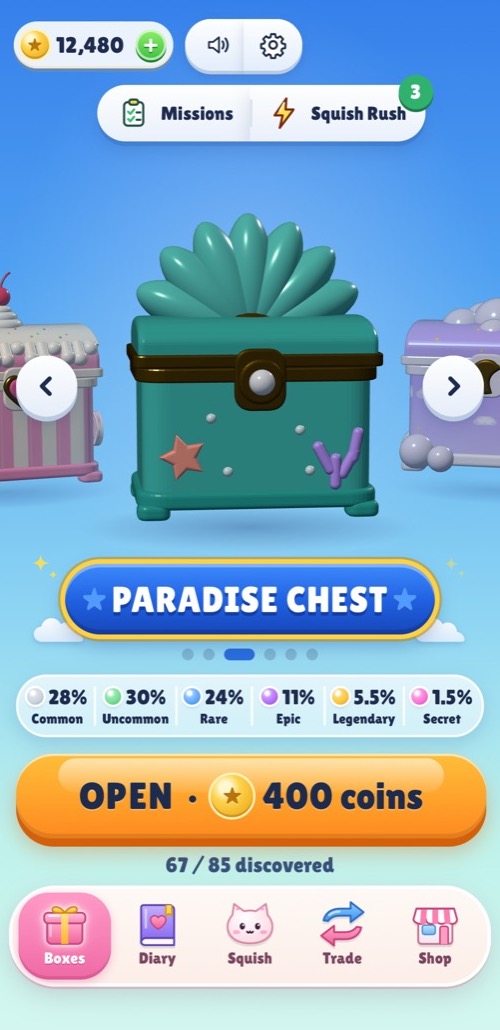 12,480
Missions
Squish Rush
3
PARADISE CHEST
28% 30% 24% 11% 5.5% 1.5%
Common Uncommon Rare Epic Legendary Secret
OPEN · 400 coins
67 / 85 discovered
Boxes Diary Squish Trade Shop